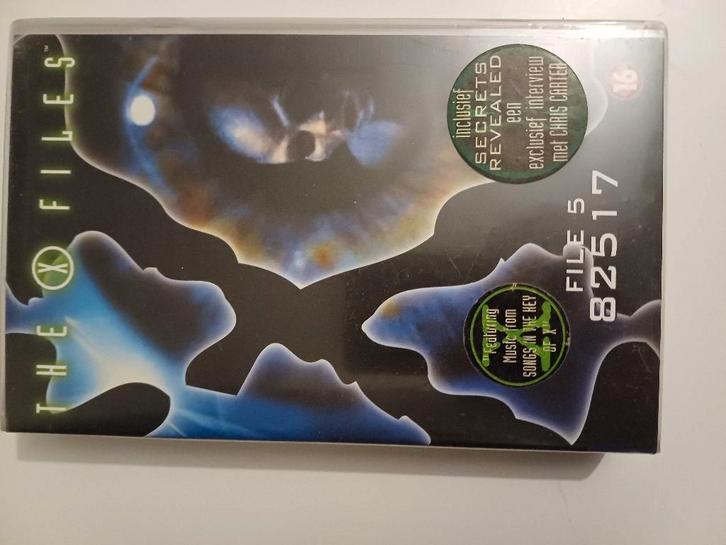 THE X FILES™
inclusief
SECRETS
REVEALED
een
exclusief interview
met CHRIS CARTER
16
FILE 5
82517
"Featuring
Music from
SONGS IN THE KEY
OF X"